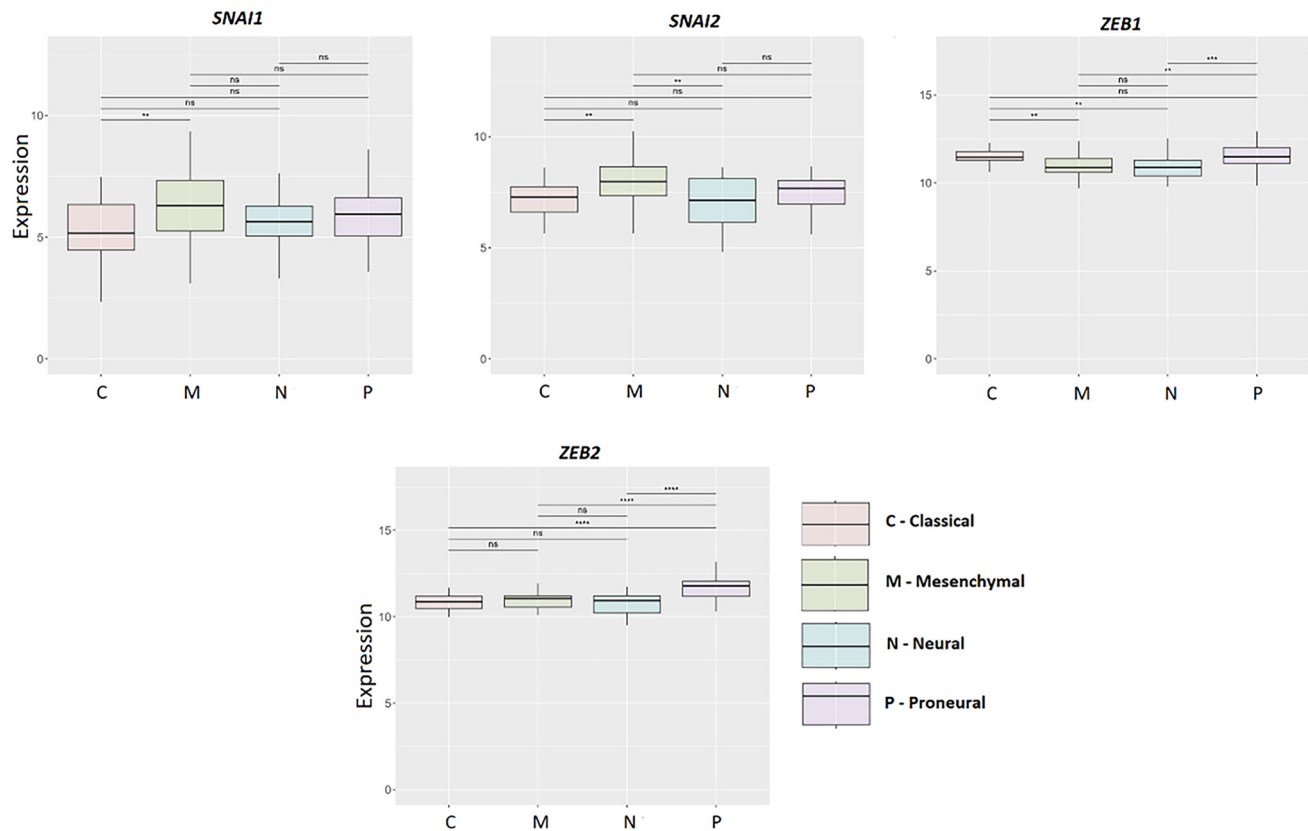 SNAI1
ns
ns
ns
ns
ns
**
10
5
0
Expression
C M N P
SNAI2
ns
ns
**
ns
ns
**
10
5
0
C M N P
ZEB1
***
**
ns
ns
**
**
15
10
5
0
C M N P
ZEB2
****
****
ns
****
ns
ns
15
10
5
0
Expression
C M N P
C - Classical
M - Mesenchymal
N - Neural
P - Proneural